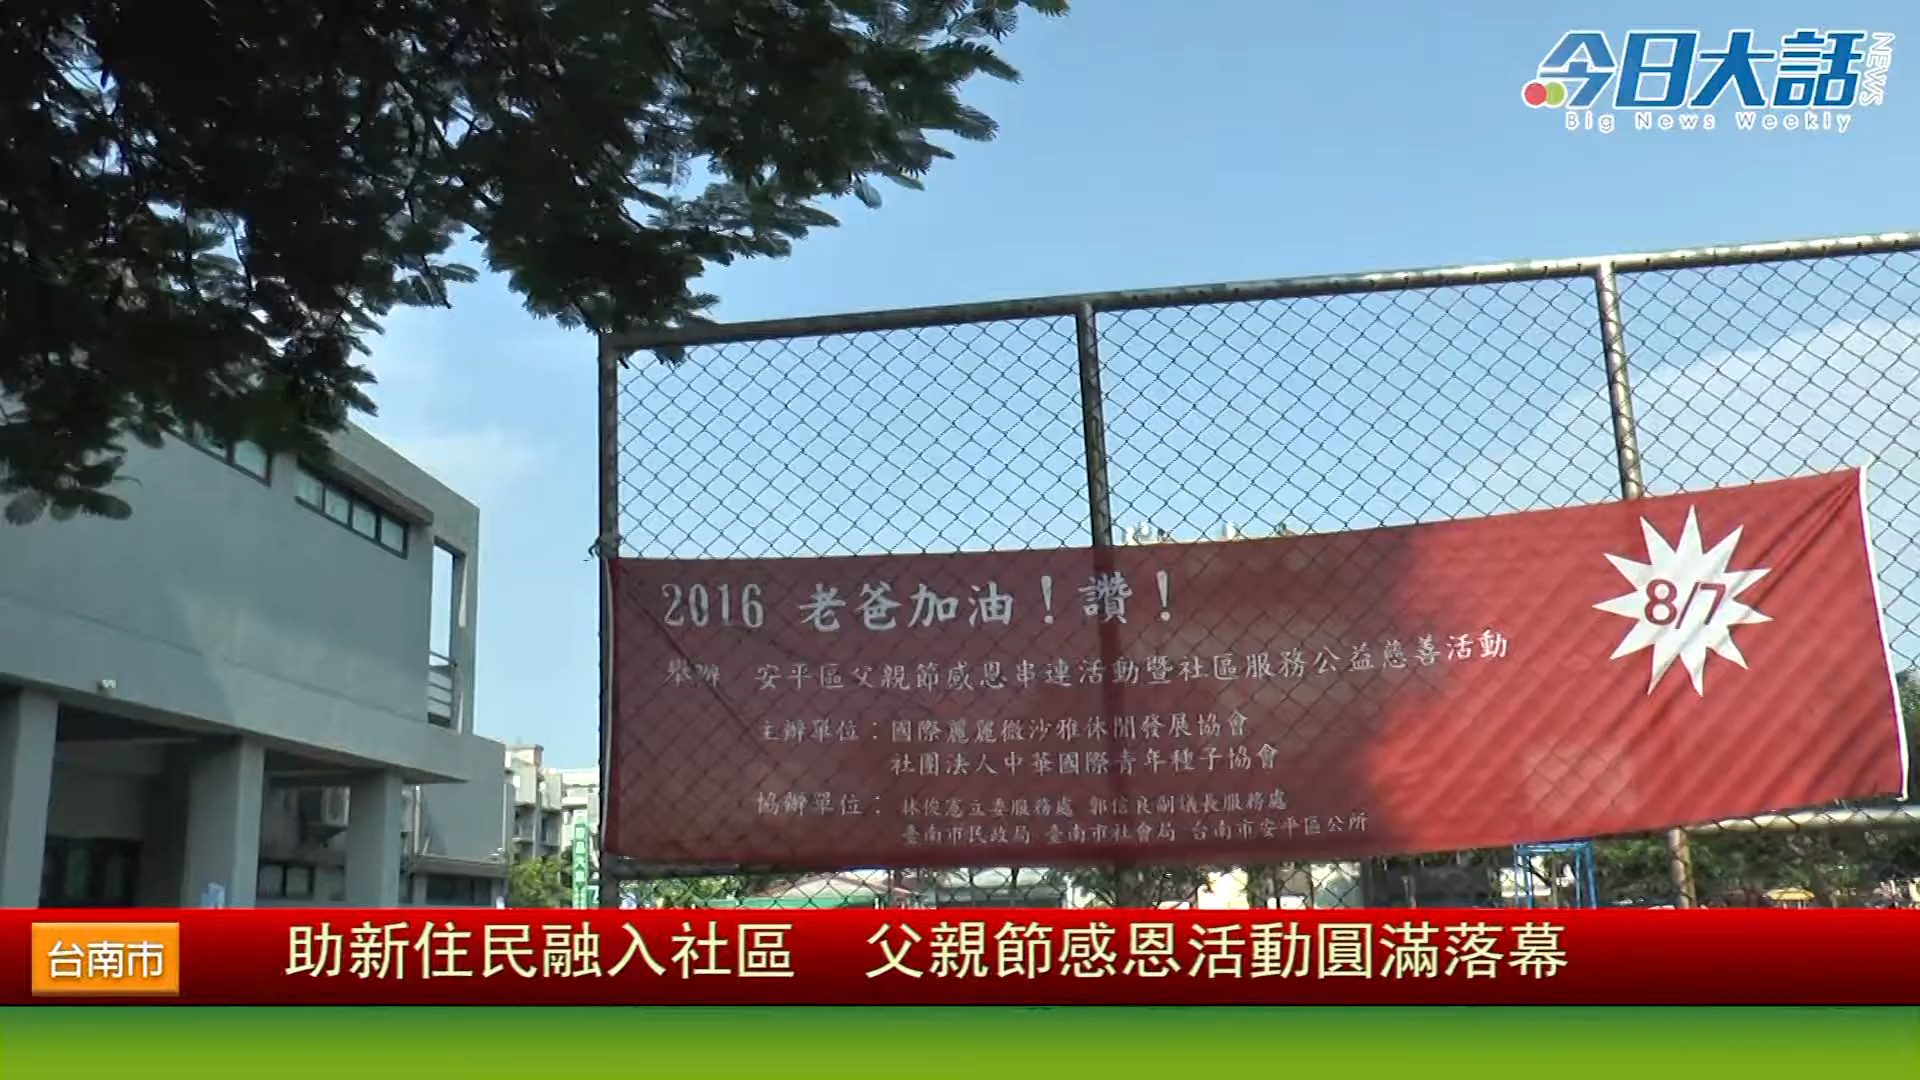 今日大話
NEWS
Big News Weekly
2016 老爸加油！讚！
8/7
舉辦 安平區父親節感恩串連活動暨社區服務公益慈善活動
主辦單位：國際麗麗微沙雅休閒發展協會
社團法人中華國際青年種子協會
協辦單位：林俊憲立委服務處 郭信良副議長服務處
臺南市民政局 臺南市社會局 台南市安平區公所
台南市
助新住民融入社區 父親節感恩活動圓滿落幕